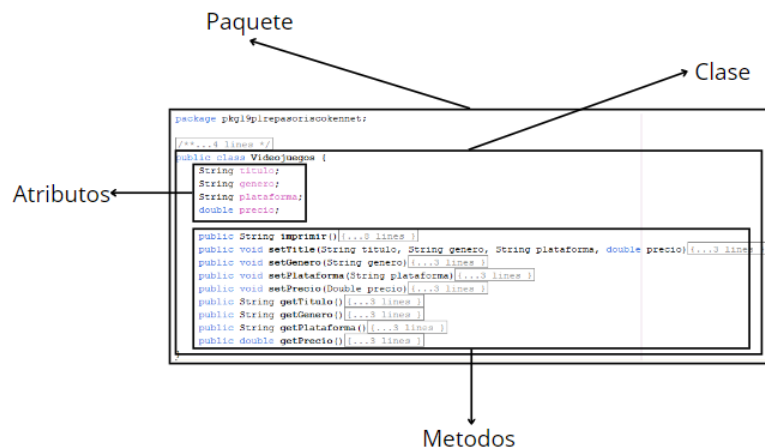 Paquete
Clase
package pkg19p1repasoriscokennet;
/**...4 lines */
public class Videojuegos {
String titulo;
String genero;
String plataforma;
double precio;
Atributos
public String imprimir(){...8 lines }
public void setTitle(String titulo, String genero, String plataforma, double precio){...3 lines }
public void setGenero(String genero){...3 lines }
public void setPlataforma(String plataforma){...3 lines }
public void setPrecio(Double precio){...3 lines }
public String getTitulo(){...3 lines }
public String getGenero(){...3 lines }
public String getPlataforma(){...3 lines }
public double getPrecio(){...3 lines }
}
Metodos